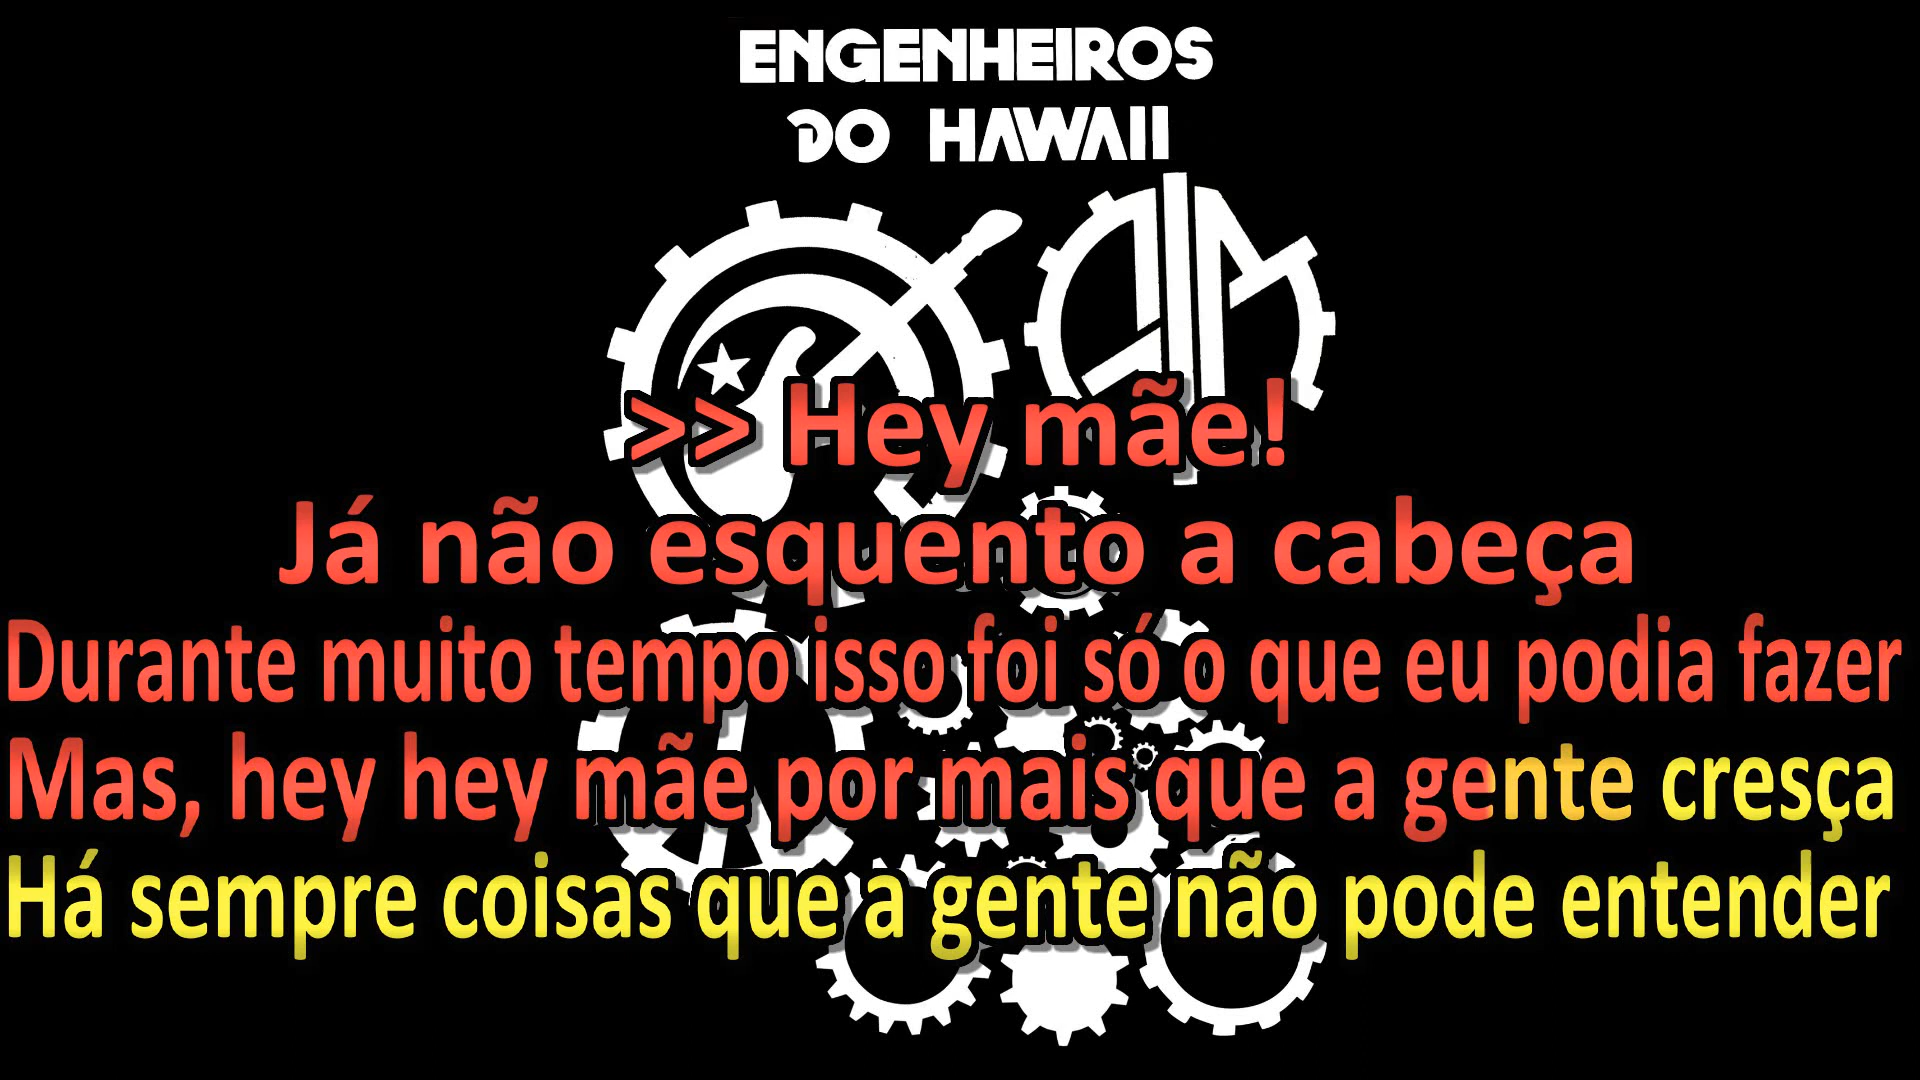 ENGENHEIROS
DO HAWAII
>> Hey mãe!
Já não esquento a cabeça
Durante muito tempo isso foi só o que eu podia fazer
Mas, hey hey mãe por mais que a gente cresça
Há sempre coisas que a gente não pode entender